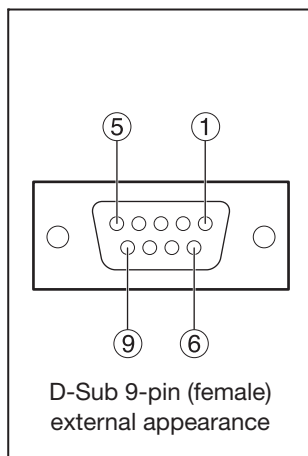 ⑤ ①
⑨ ⑥
D-Sub 9-pin (female)
external appearance